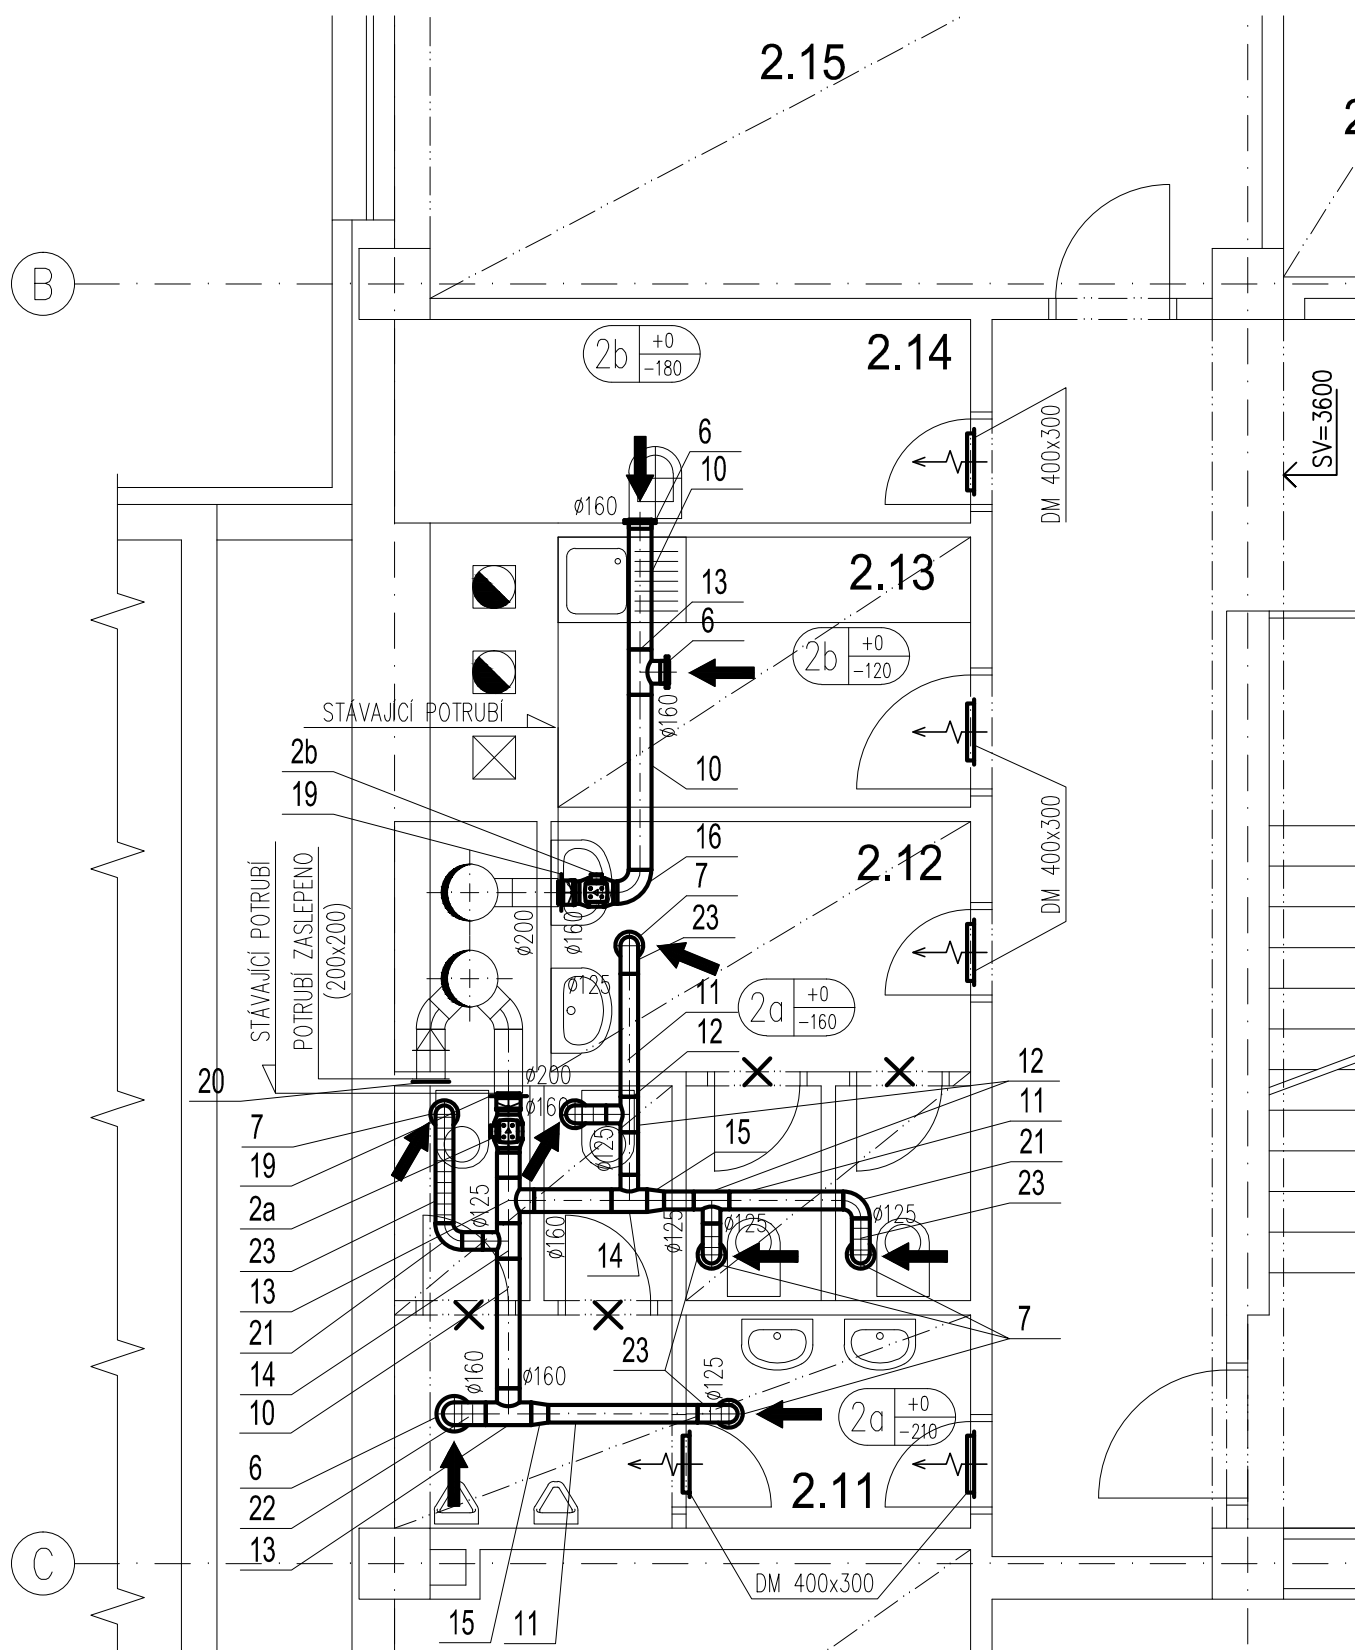 2.15
2
B
2b +0
-180
2.14
SV=3600
DM 400x300
6
10
ø160
2.13
13
6
2b +0
-120
STÁVAJÍCÍ POTRUBÍ
ø160
2b
10
19
DM 400x300
16
2.12
7
STÁVAJÍCÍ POTRUBÍ
POTRUBÍ ZASLEPENO
(200x200)
23
ø200
ø160
ø125
11
2a +0
-160
12
12
20
ø200
ø160
7
11
15
ø125
19
21
2a
23
ø125
ø125
ø125
23
ø160
ø125
14
13
21
7
23
14
ø160
ø160
ø125
10
2a +0
-210
6
22
2.11
13
C
DM 400x300
15
11